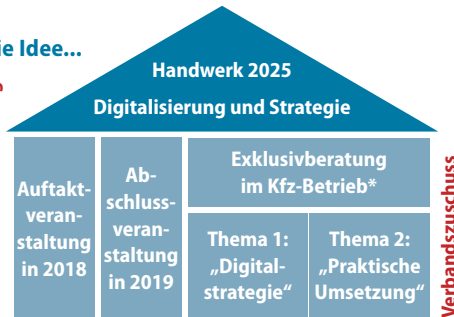 ie Idee...
Handwerk 2025
Digitalisierung und Strategie
Auftakt-
veran-
staltung
in 2018
Ab-
schluss-
veran-
staltung
in 2019
Exklusivberatung
im Kfz-Betrieb*
Thema 1:
„Digital-
strategie“
Thema 2:
„Praktische
Umsetzung“
Verbandszuschuss